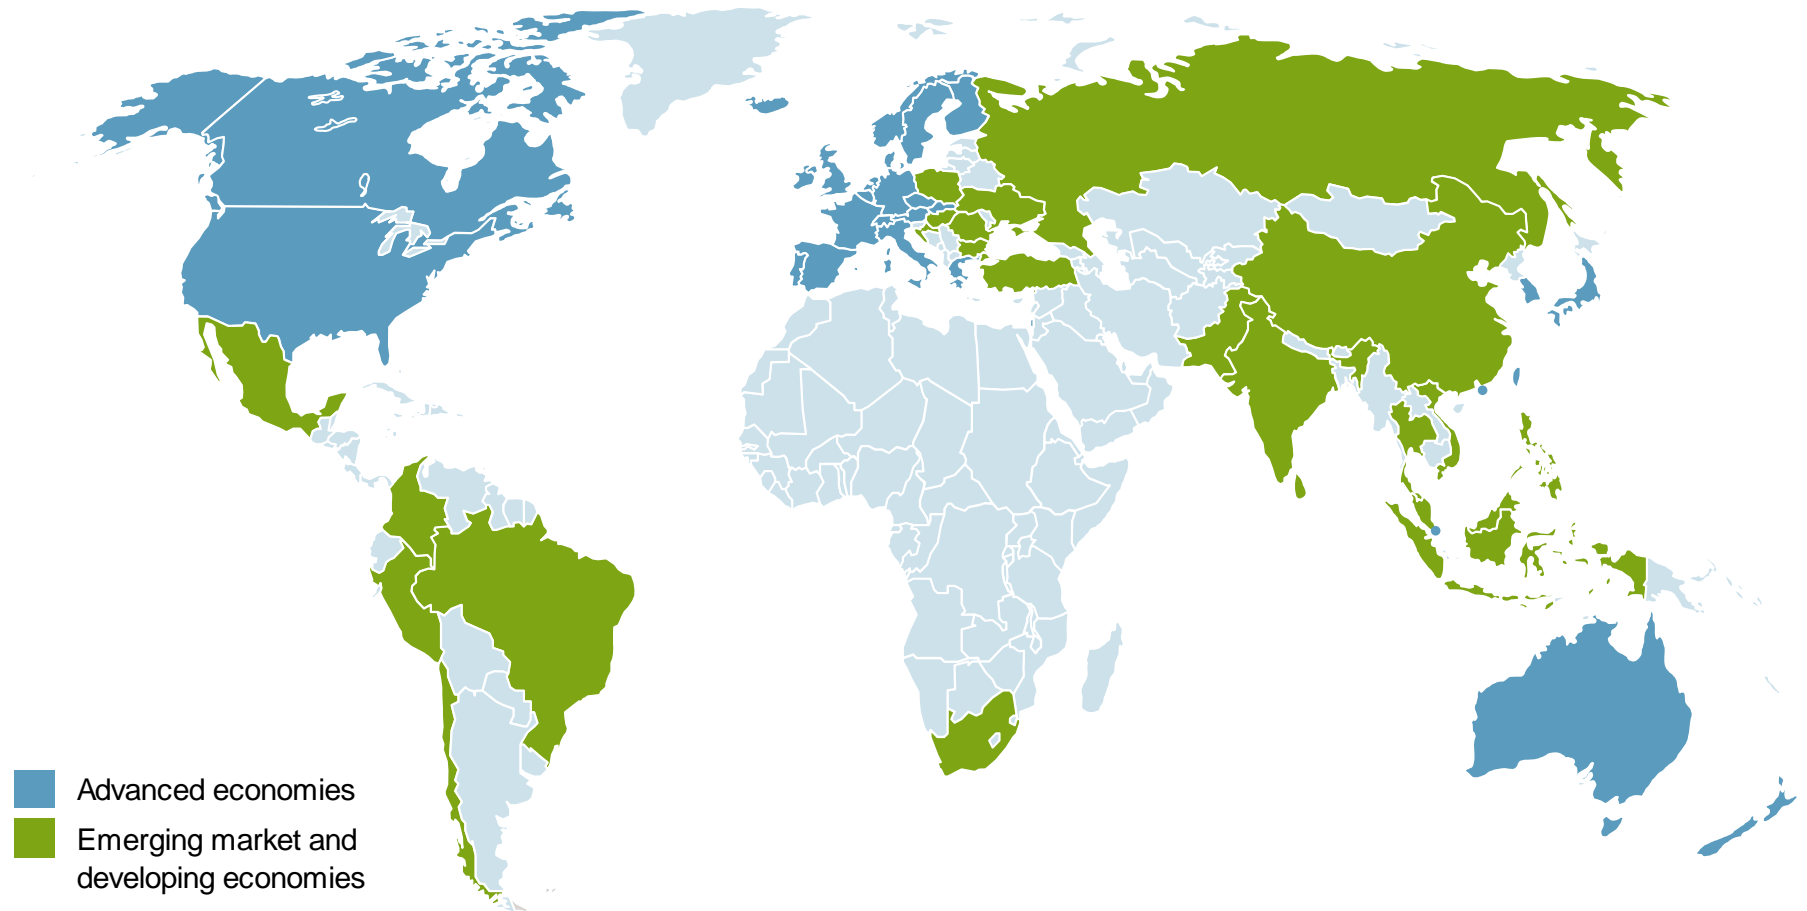 Advanced economies
Emerging market and
developing economies